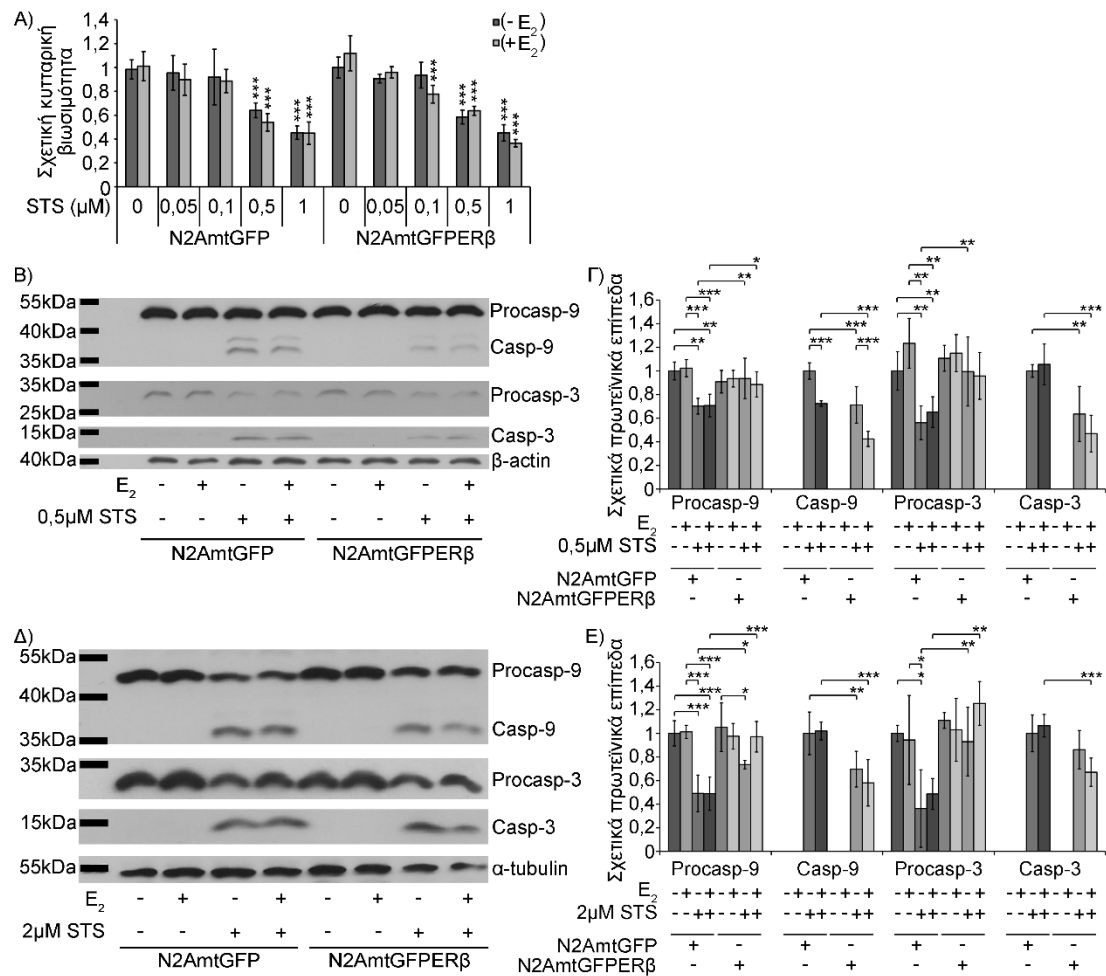 A)
Σχετική κυτταρική
βιωσιμότητα
1,4
1,2
1
0,8
0,6
0,4
0,2
0
(- E2)
(+E2)
*** *** *** *** *** *** *** *** ***
STS (μM) 0 0,05 0,1 0,5 1 0 0,05 0,1 0,5 1
N2AmtGFP N2AmtGFPERβ
B)
55kDa
40kDa
35kDa
Procasp-9
Casp-9
35kDa
25kDa
Procasp-3
15kDa
Casp-3
40kDa
β-actin
E2 - + - + - + - +
0,5μM STS - - + + - - + +
N2AmtGFP N2AmtGFPERβ
Γ)
Σχετικά πρωτεϊνικά επίπεδα
1,6
1,4
1,2
1
0,8
0,6
0,4
0,2
0
** *** ** *** ** *
*** *** *** ***
** ** ** ** **
** ***
Procasp-9 Casp-9 Procasp-3 Casp-3
E2 -+-+-+-+ -+-+-+-+ -+-+-+-+ -+-+-+-+
0,5μM STS --++--++ --++--++ --++--++ --++--++
N2AmtGFP + - + - + - + -
N2AmtGFPERβ - + - + - + - +
Δ)
55kDa
40kDa
35kDa
Procasp-9
Casp-9
35kDa
Procasp-3
15kDa
Casp-3
55kDa
α-tubulin
E2 - + - + - + - +
2μM STS - - + + - - + +
N2AmtGFP N2AmtGFPERβ
E)
Σχετικά πρωτεϊνικά επίπεδα
1,6
1,4
1,2
1
0,8
0,6
0,4
0,2
0
*** *** *** *** * * ***
** ***
* * ** **
***
Procasp-9 Casp-9 Procasp-3 Casp-3
E2 -+-+-+-+ -+-+-+-+ -+-+-+-+ -+-+-+-+
2μM STS --++--++ --++--++ --++--++ --++--++
N2AmtGFP + - + - + - + -
N2AmtGFPERβ - + - + - + - +